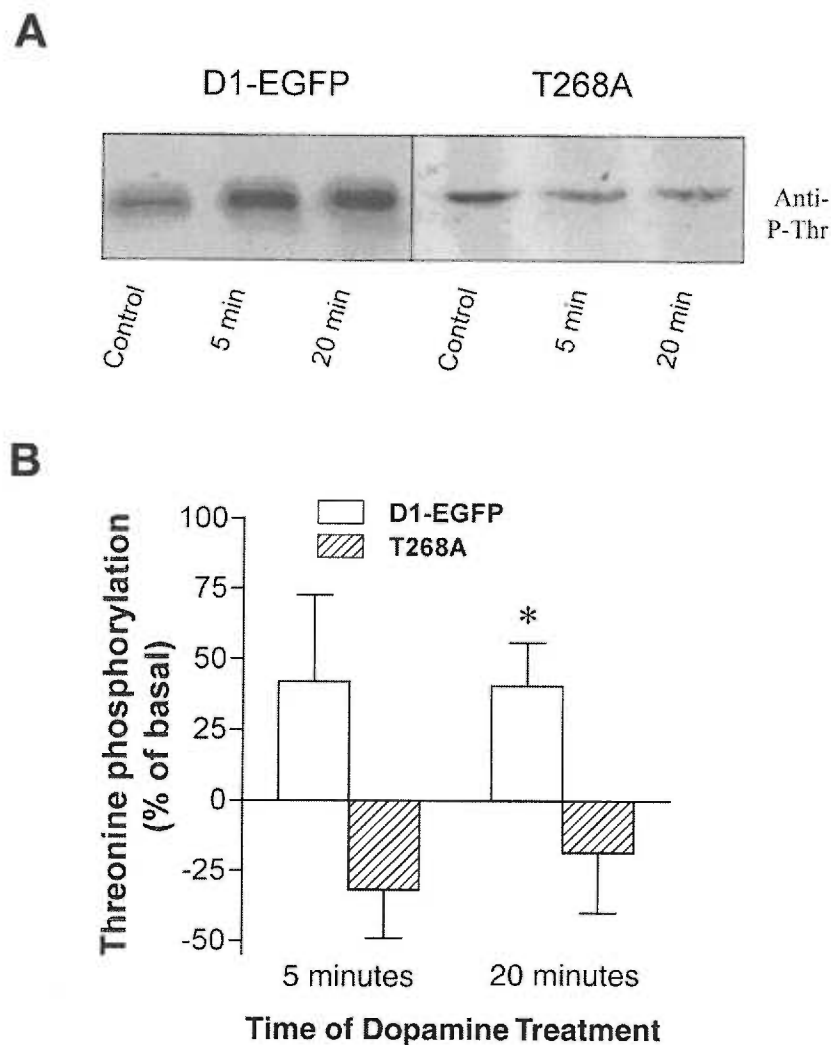 A
D1-EGFP T268A
Anti-
P-Thr
Control 5 min 20 min Control 5 min 20 min
B
Threonine phosphorylation
(% of basal)
100
75
50
25
0
-25
-50
D1-EGFP
T268A
*
5 minutes 20 minutes
Time of Dopamine Treatment